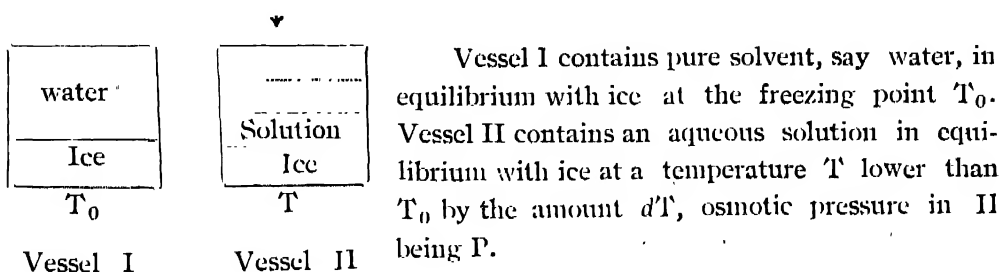 water
Ice
T₀
Vessel I
Solution
Ice
T
Vessel II
Vessel I contains pure solvent, say water, in
equilibrium with ice at the freezing point T₀.
Vessel II contains an aqueous solution in equi-
librium with ice at a temperature T lower than
T₀ by the amount dT, osmotic pressure in II
being P.